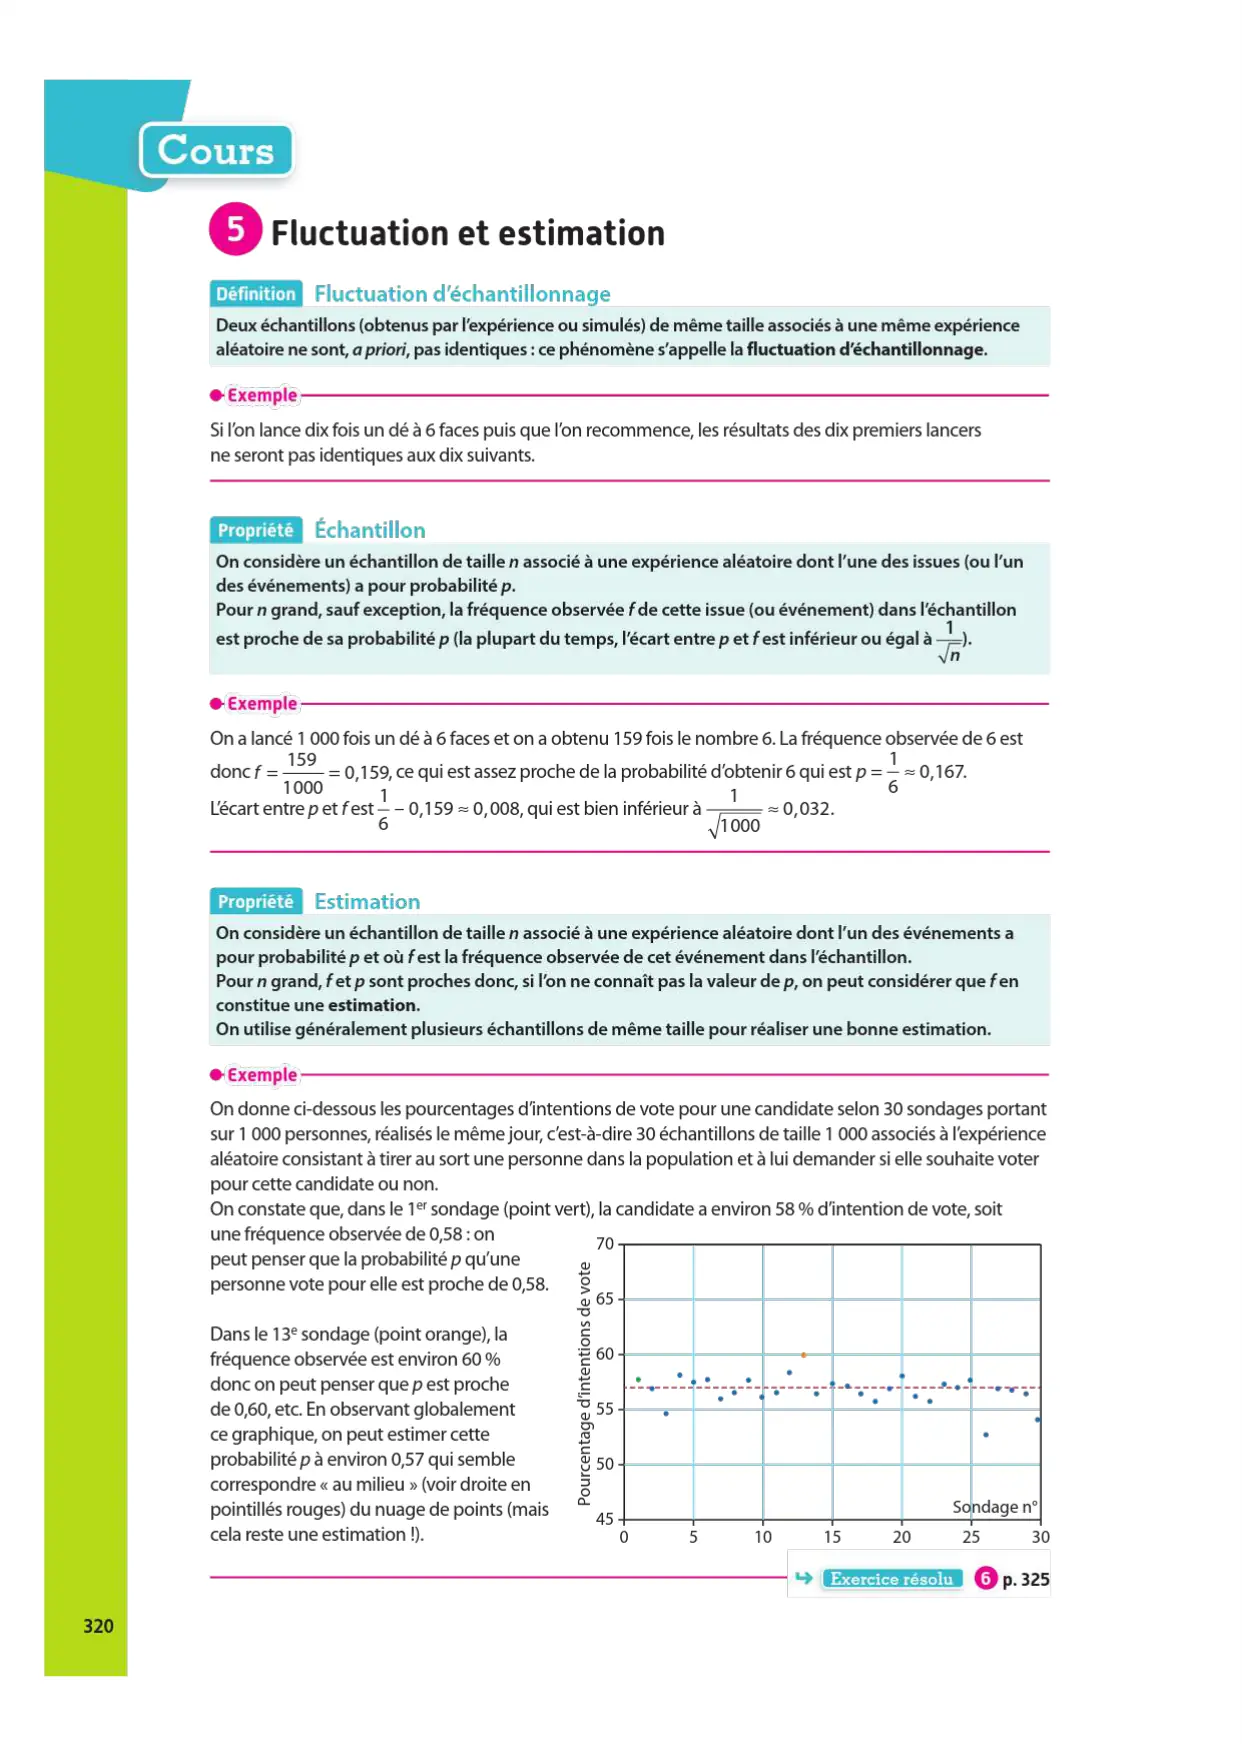 Cours
5 Fluctuation et estimation
Définition Fluctuation d'échantillonnage
Deux échantillons (obtenus par l'expérience ou simulés) de même taille associés à une même expérience
aléatoire ne sont, a priori, pas identiques : ce phénomène s'appelle la fluctuation d'échantillonnage.
Exemple
Si l'on lance dix fois un dé à 6 faces puis que l'on recommence, les résultats des dix premiers lancers
ne seront pas identiques aux dix suivants.
Propriété Échantillon
On considère un échantillon de taille n associé à une expérience aléatoire dont l'une des issues (ou l'un
des événements) a pour probabilité p.
Pour n grand, sauf exception, la fréquence observée f de cette issue (ou événement) dans l'échantillon
est proche de sa probabilité p (la plupart du temps, l'écart entre p et f est inférieur ou égal à 1/√n).
Exemple
On a lancé 1 000 fois un dé à 6 faces et on a obtenu 159 fois le nombre 6. La fréquence observée de 6 est
donc f = 159/1000 = 0,159, ce qui est assez proche de la probabilité d'obtenir 6 qui est p = 1/6 ≈ 0,167.
L'écart entre p et f est 1/6 – 0,159 ≈ 0,008, qui est bien inférieur à 1/√1000 ≈ 0,032.
Propriété Estimation
On considère un échantillon de taille n associé à une expérience aléatoire dont l'un des événements a
pour probabilité p et où f est la fréquence observée de cet événement dans l'échantillon.
Pour n grand, f et p sont proches donc, si l'on ne connaît pas la valeur de p, on peut considérer que f en
constitue une estimation.
On utilise généralement plusieurs échantillons de même taille pour réaliser une bonne estimation.
Exemple
On donne ci-dessous les pourcentages d'intentions de vote pour une candidate selon 30 sondages portant
sur 1 000 personnes, réalisés le même jour, c'est-à-dire 30 échantillons de taille 1 000 associés à l'expérience
aléatoire consistant à tirer au sort une personne dans la population et à lui demander si elle souhaite voter
pour cette candidate ou non.
On constate que, dans le 1er sondage (point vert), la candidate a environ 58 % d'intention de vote, soit
une fréquence observée de 0,58 : on
peut penser que la probabilité p qu'une
personne vote pour elle est proche de 0,58.
Dans le 13e sondage (point orange), la
fréquence observée est environ 60 %
donc on peut penser que p est proche
de 0,60, etc. En observant globalement
ce graphique, on peut estimer cette
probabilité p à environ 0,57 qui semble
correspondre « au milieu » (voir droite en
pointillés rouges) du nuage de points (mais
cela reste une estimation !).
Pourcentage d'intentions de vote
70
65
60
55
50
45
Sondage n°
0 5 10 15 20 25 30
Exercice résolu 6 p. 325
320